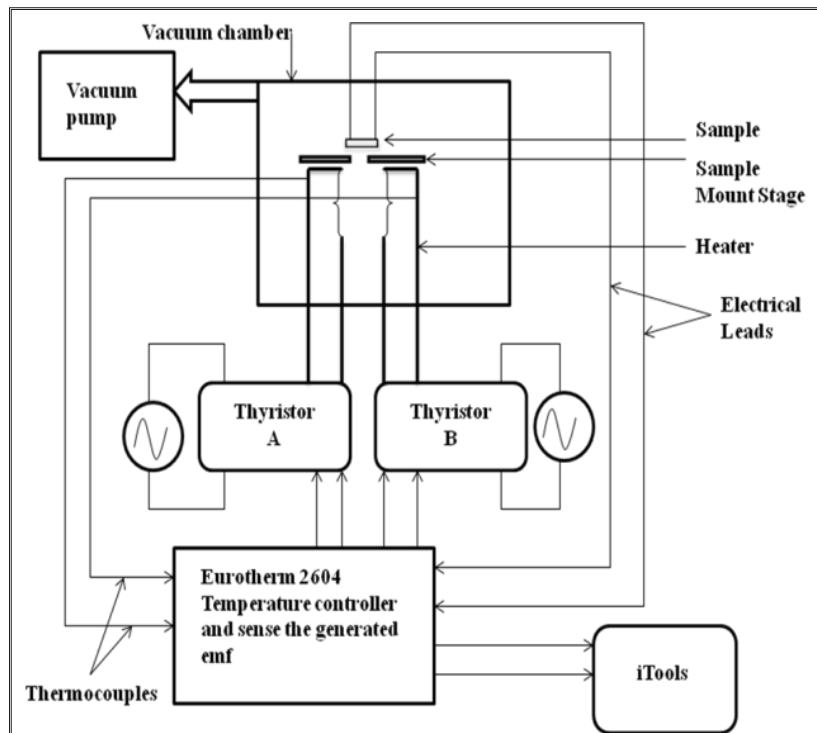 Vacuum chamber
Vacuum
pump
Sample
Sample
Mount Stage
Heater
Electrical
Leads
Thyristor
A
Thyristor
B
Eurotherm 2604
Temperature controller
and sense the generated
emf
iTools
Thermocouples